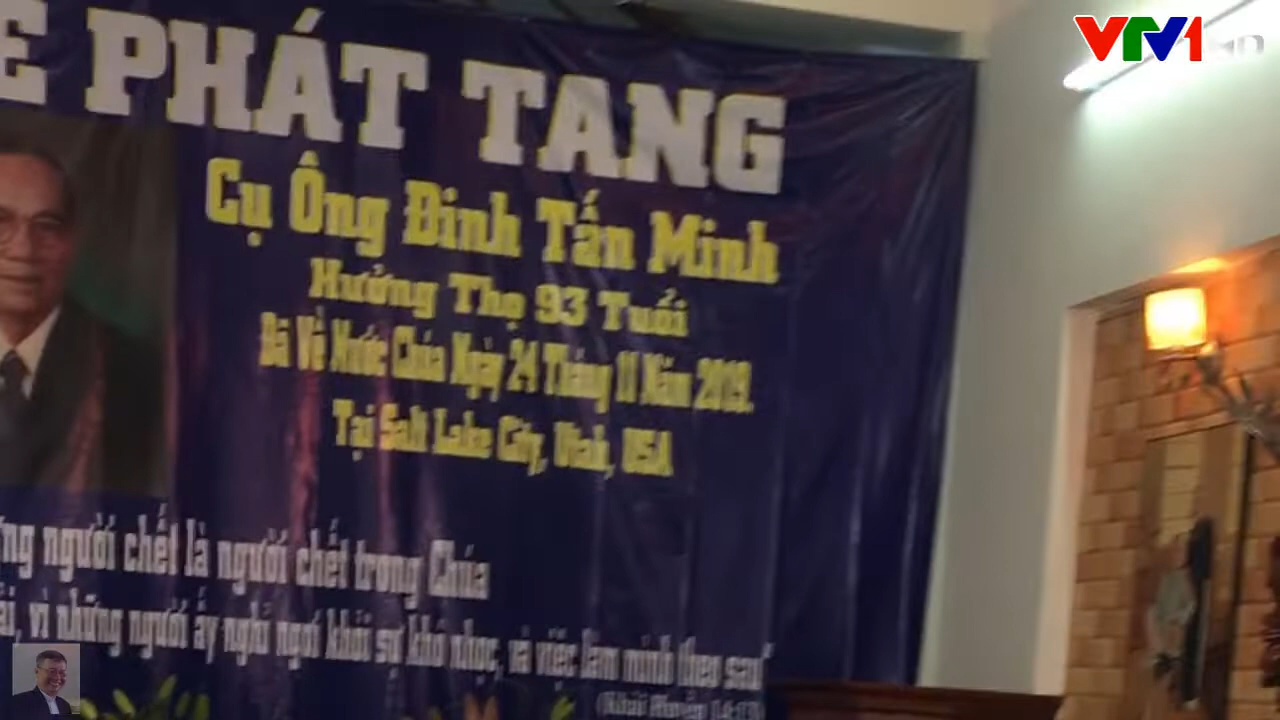 VTV1
PHÁT TANG
Cụ Ông Đinh Tấn Minh
Hưởng Thọ 93 Tuổi
Đã Về Nước Chúa Ngày 24 Tháng 11 Năm 2019.
Tại Salt Lake City, Utah, USA
người chết là người chết trong Chúa
vì những người ấy nghỉ ngơi khỏi sự khó nhọc, và việc làm mình theo sau"